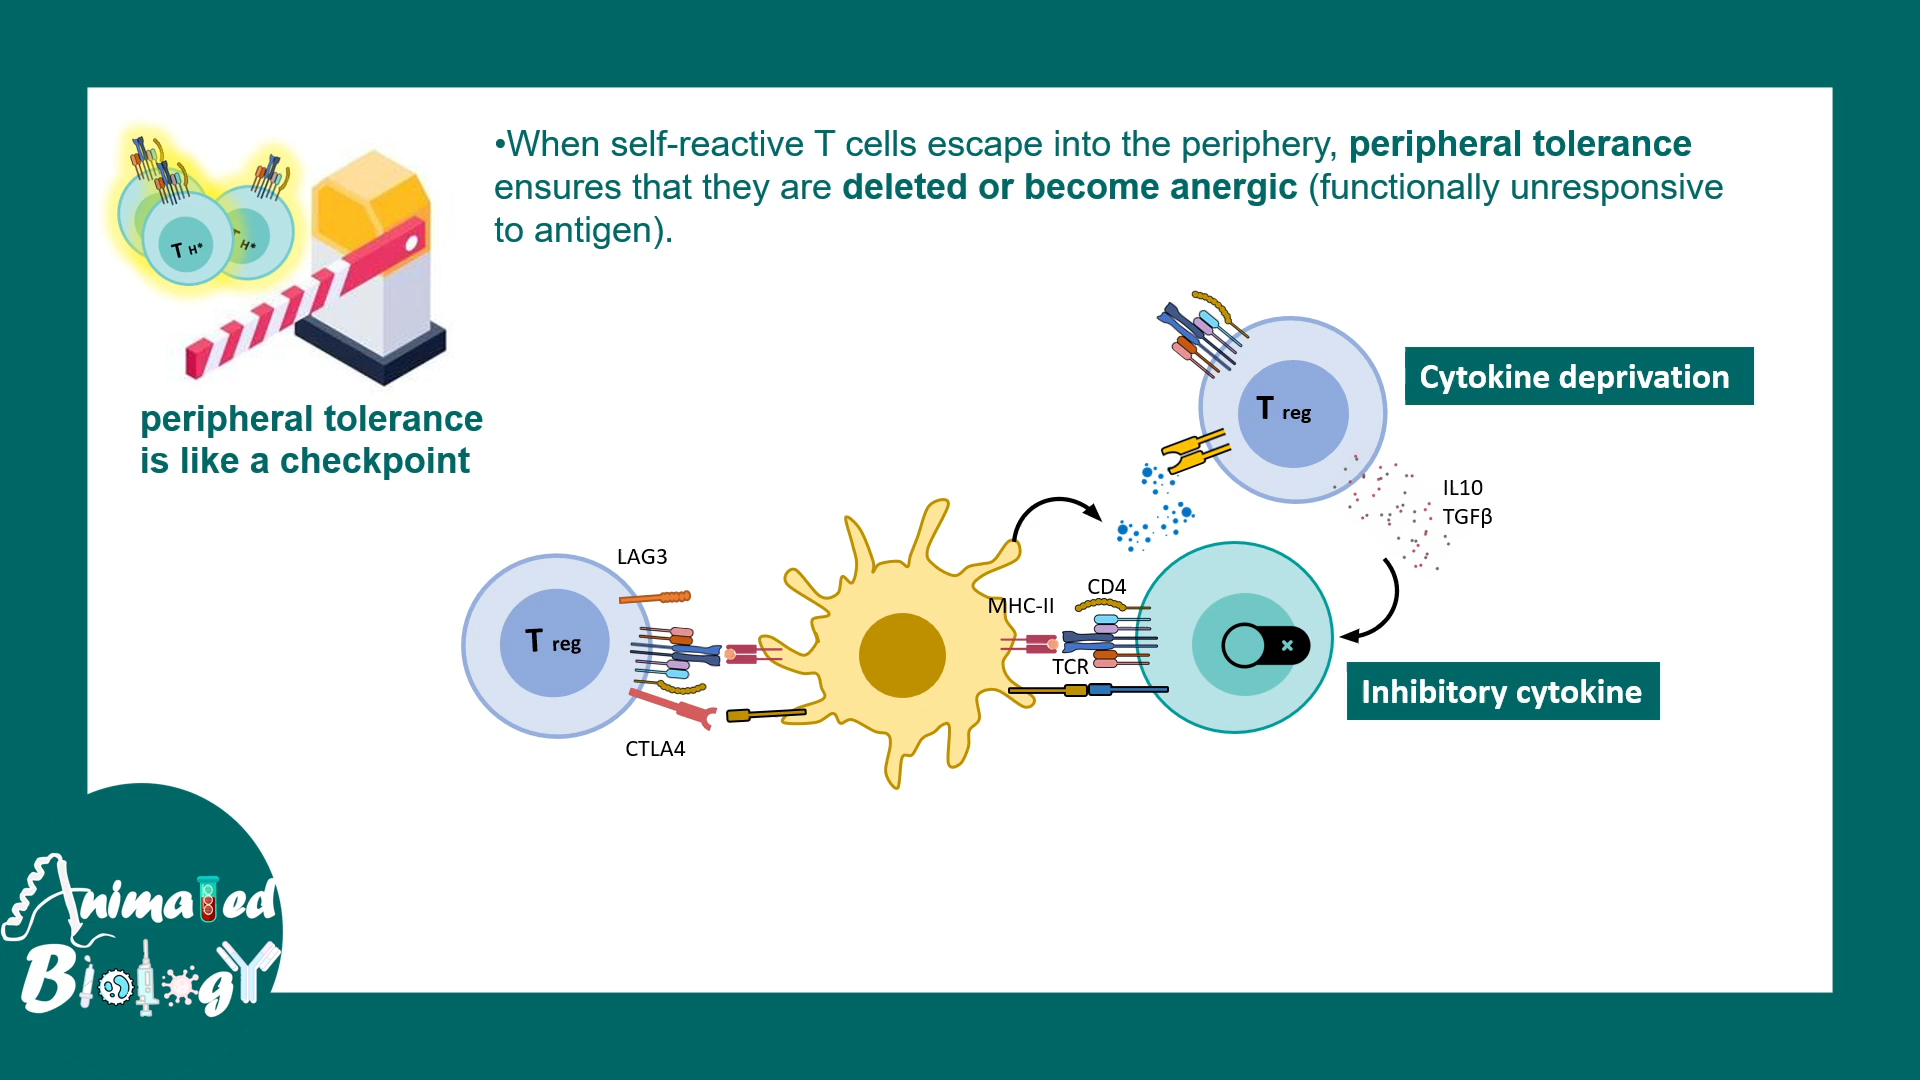 •When self-reactive T cells escape into the periphery, peripheral tolerance
ensures that they are deleted or become anergic (functionally unresponsive
to antigen).
T H*
H*
peripheral tolerance
is like a checkpoint
T reg
Cytokine deprivation
IL10
TGFβ
LAG3
CD4
MHC-II
T reg
TCR
Inhibitory cytokine
CTLA4
Animated
BiologY